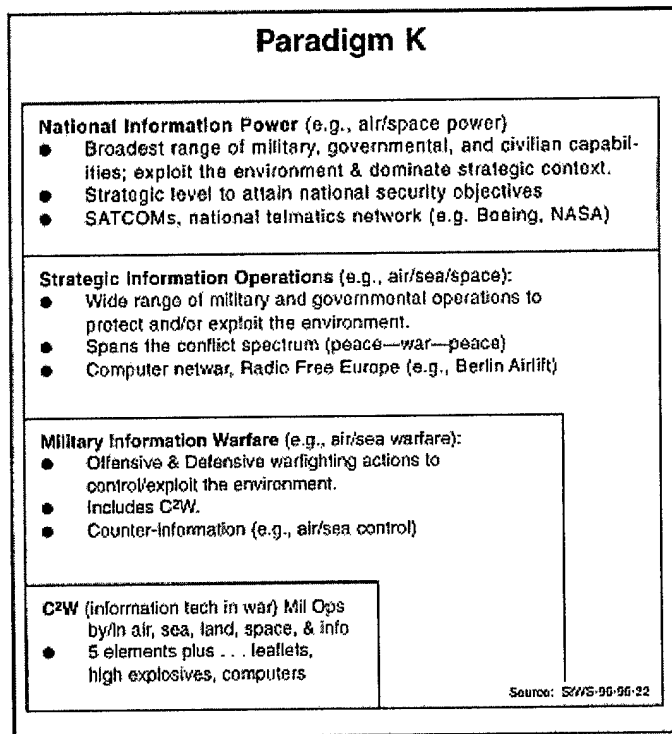 Paradigm K
National Information Power (e.g., air/space power)
● Broadest range of military, governmental, and civilian capabil-
ities; exploit the environment & dominate strategic context.
● Strategic level to attain national security objectives
● SATCOMs, national telmatics network (e.g. Boeing, NASA)
Strategic Information Operations (e.g., air/sea/space):
● Wide range of military and governmental operations to
protect and/or exploit the environment.
● Spans the conflict spectrum (peace—war—peace)
● Computer netwar, Radio Free Europe (e.g., Berlin Airlift)
Military Information Warfare (e.g., air/sea warfare):
● Offensive & Defensive warfighting actions to
control/exploit the environment.
● Includes C²W.
● Counter-information (e.g., air/sea control)
C²W (information tech in war) Mil Ops
by/in air, sea, land, space, & info
● 5 elements plus . . . leaflets,
high explosives, computers
Source: